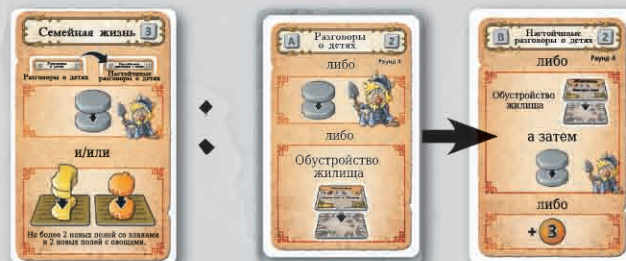 Семейная жизнь 3
Разговоры о детях
Настойчивые разговоры о детях
и/или
Не более 2 новых полей со злаками
и 2 новых полей с овощами.
A Разговоры
о детях 2
либо
Раунд 4
либо
Обустройство
жилища
B Настойчивые
разговоры о детях 2
либо
Раунд 4
Обустройство
жилища
а затем
либо
+ 3